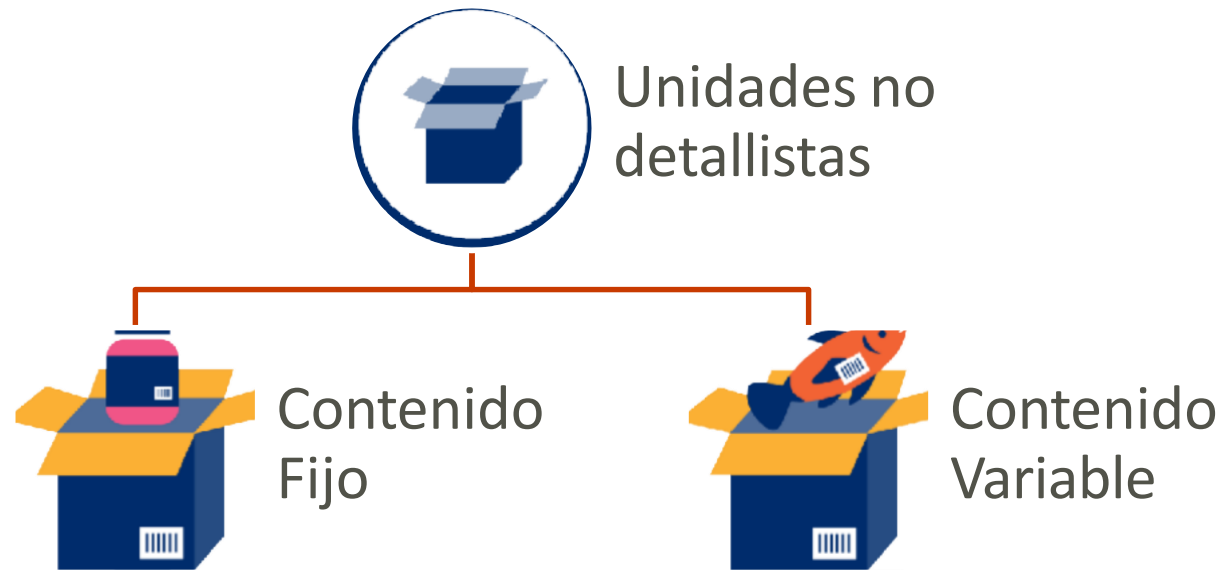 Unidades no
detallistas
Contenido
Fijo
Contenido
Variable